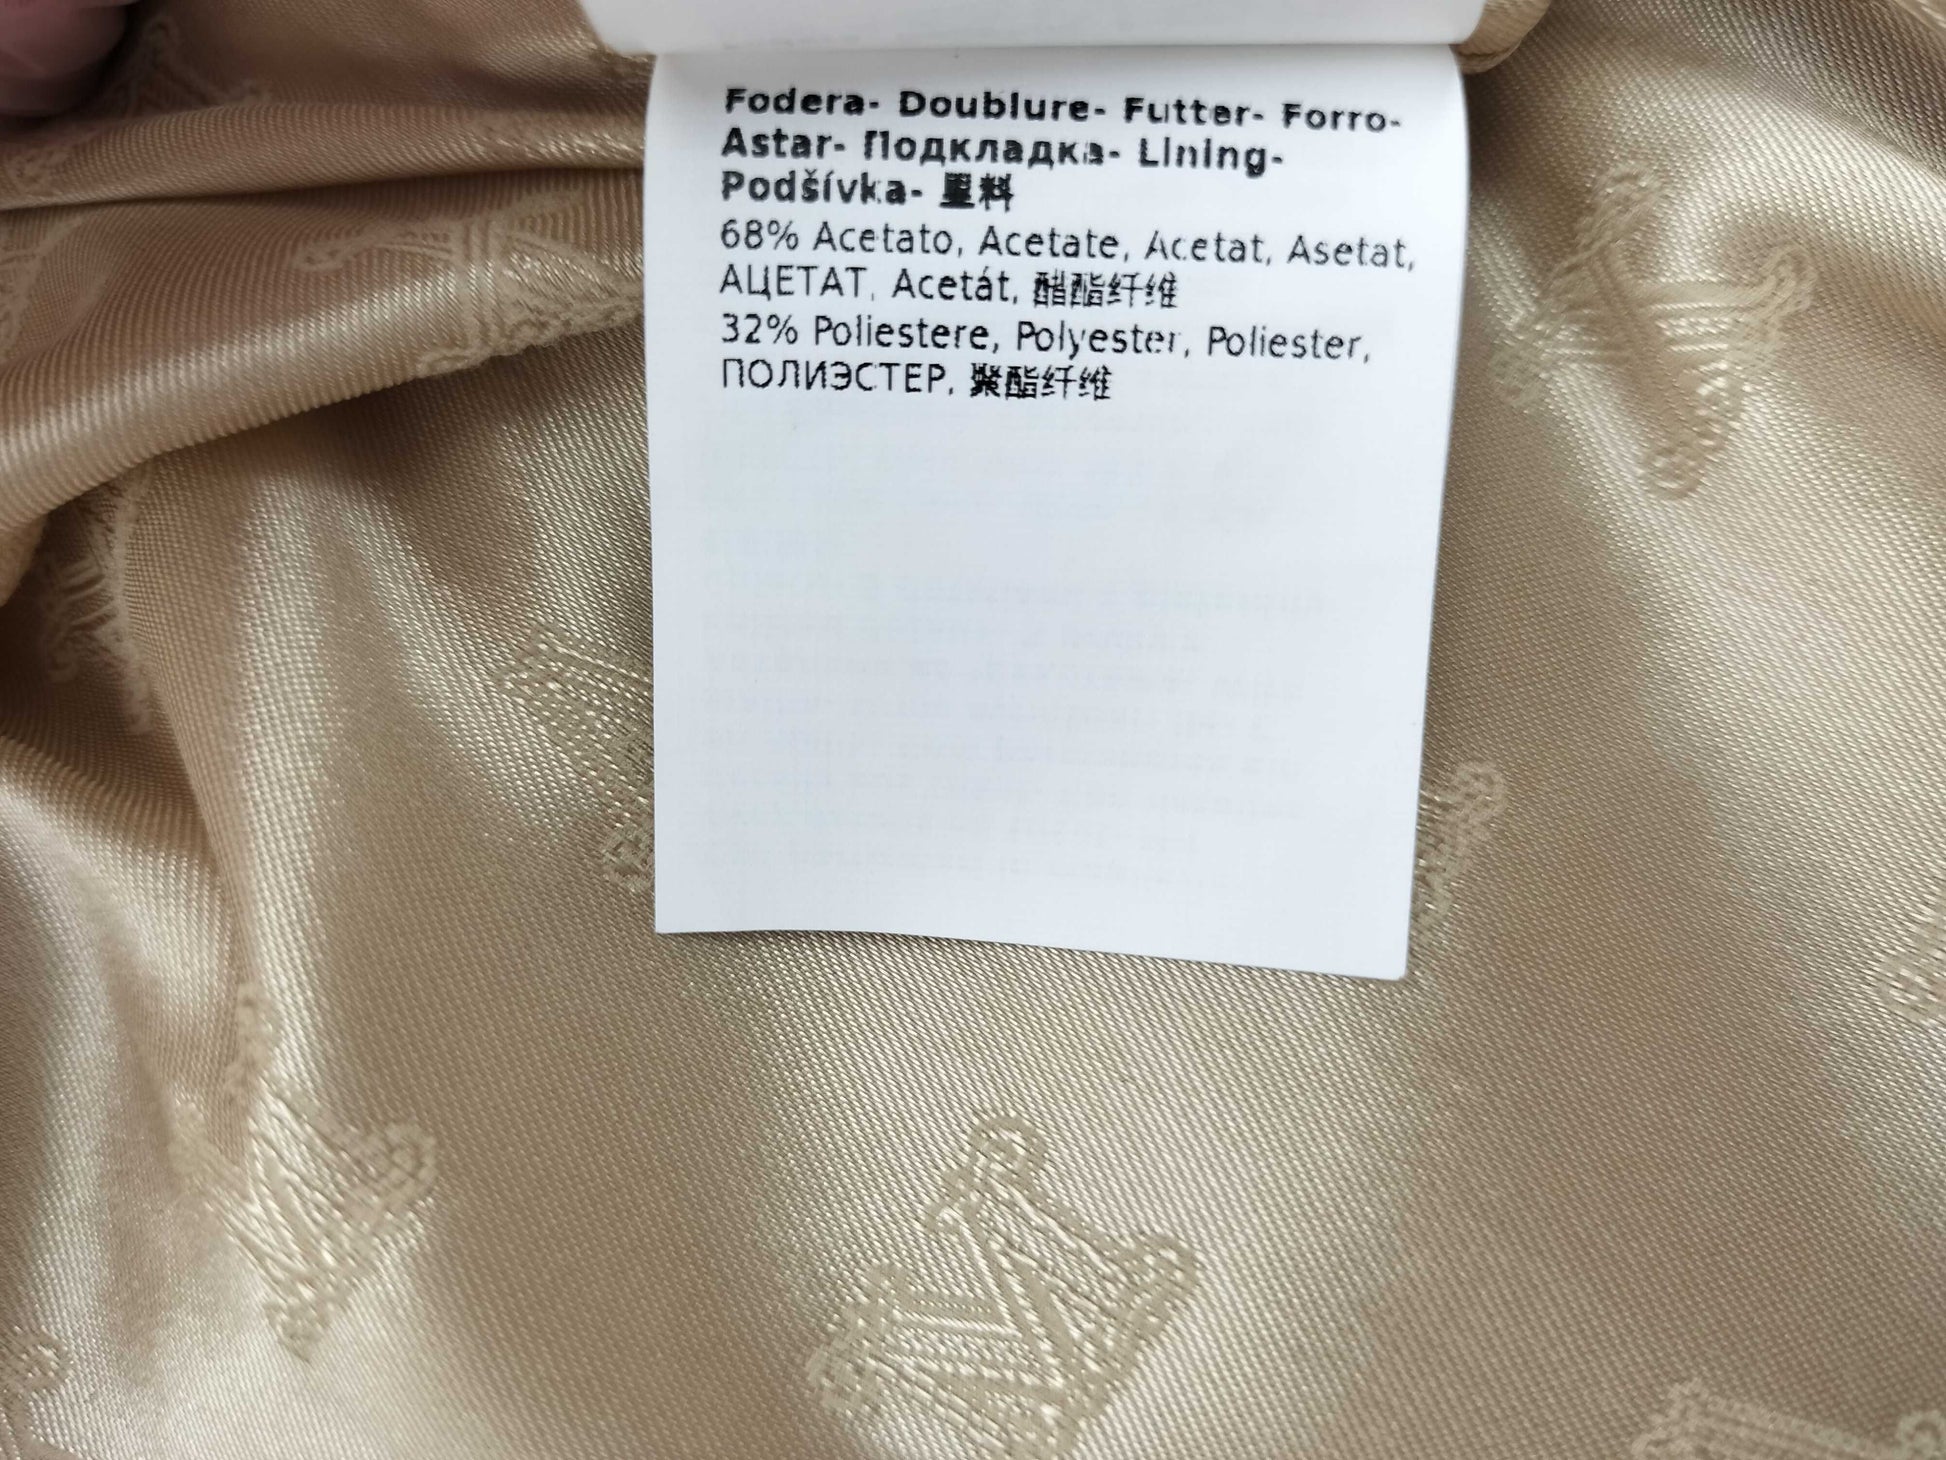 Fodera- Doublure- Futter- Forro-
Astar- Подкладка- Lining-
Podšívka- 里料
68% Acetato, Acetate, Acetat, Asetat,
АЦЕТАТ, Acetát, 醋酯纤维
32% Poliestere, Polyester, Poliester,
ПОЛИЭСТЕР, 聚酯纤维